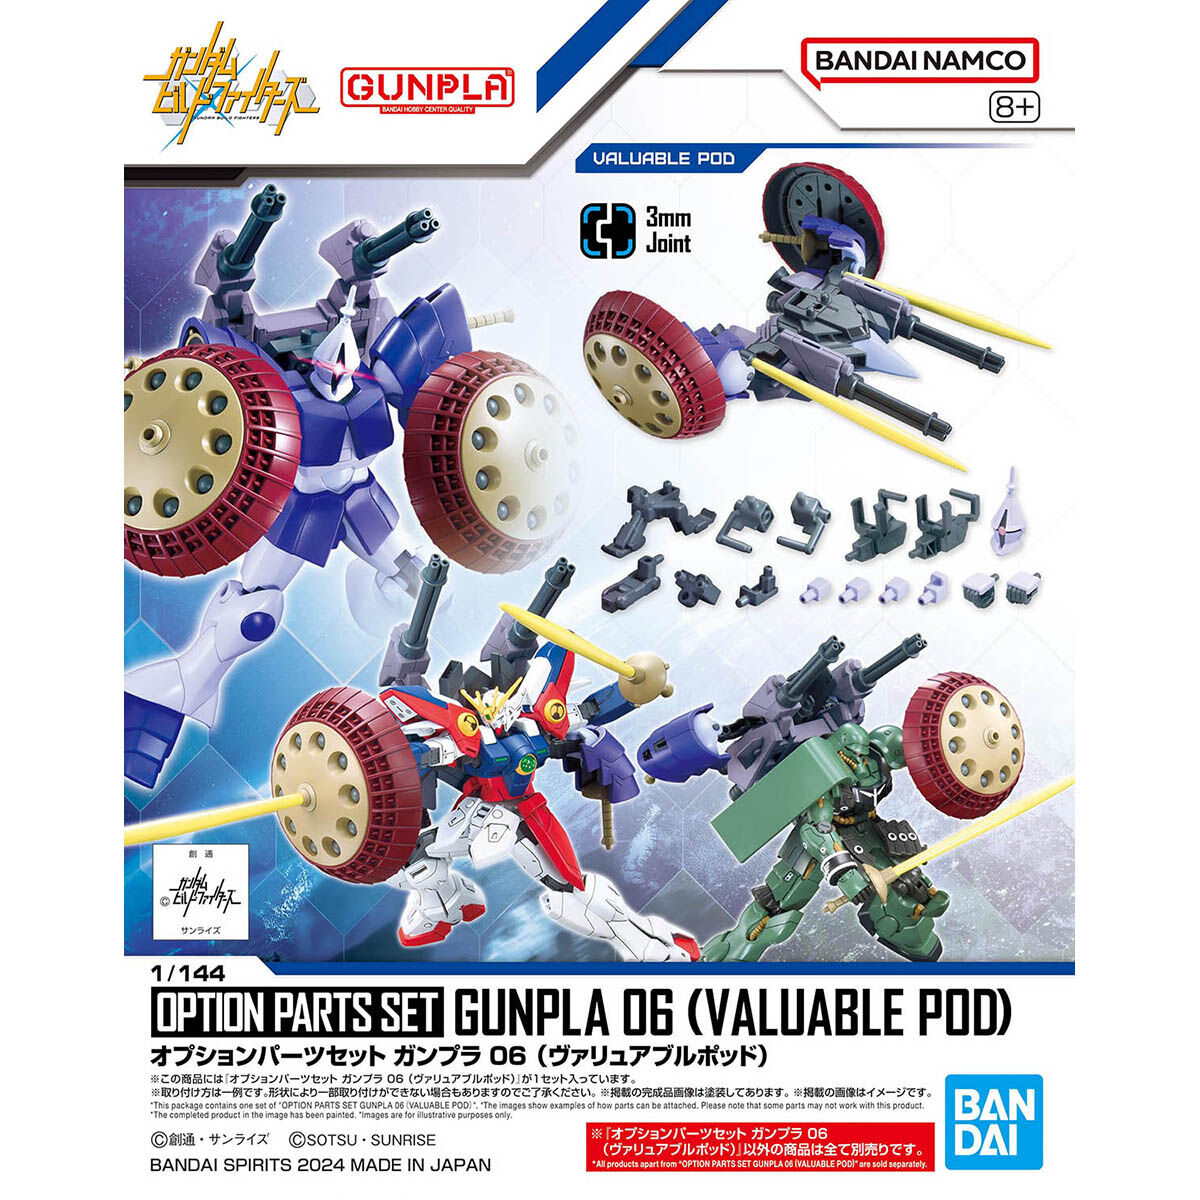 ガンダム
ビルドファイターズ
GUNDAM BUILD FIGHTERS
GUNPLA
BANDAI HOBBY CENTER QUALITY
BANDAI NAMCO
8+
VALUABLE POD
3mm
Joint
創通
©ガンダム
ビルドファイターズ
サンライズ
1/144
OPTION PARTS SET GUNPLA 06 (VALUABLE POD)
オプションパーツセット ガンプラ 06 (ヴァリュアブルポッド)
※この商品には『オプションパーツセット ガンプラ 06 (ヴァリュアブルポッド)』が1セット入っています。
※取り付け方は一例です。形状により一部取り付けができない場合もありますのでご了承ください。 ※掲載の完成品画像は塗装してあります。 ※掲載の画像はイメージです。
*This package contains one set of "OPTION PARTS SET GUNPLA 06 (VALUABLE POD)". *The images show examples of how parts can be attached. Please note that some parts may not work with this product.
*The completed product in the image has been painted. *Images are for illustrative purposes only.
©創通・サンライズ ©SOTSU・SUNRISE
BANDAI SPIRITS 2024 MADE IN JAPAN
※『オプションパーツセット ガンプラ 06
(ヴァリュアブルポッド)』以外の商品は全て別売りです。
*All products apart from "OPTION PARTS SET GUNPLA 06 (VALUABLE POD)" are sold separately.
BAN
DAI